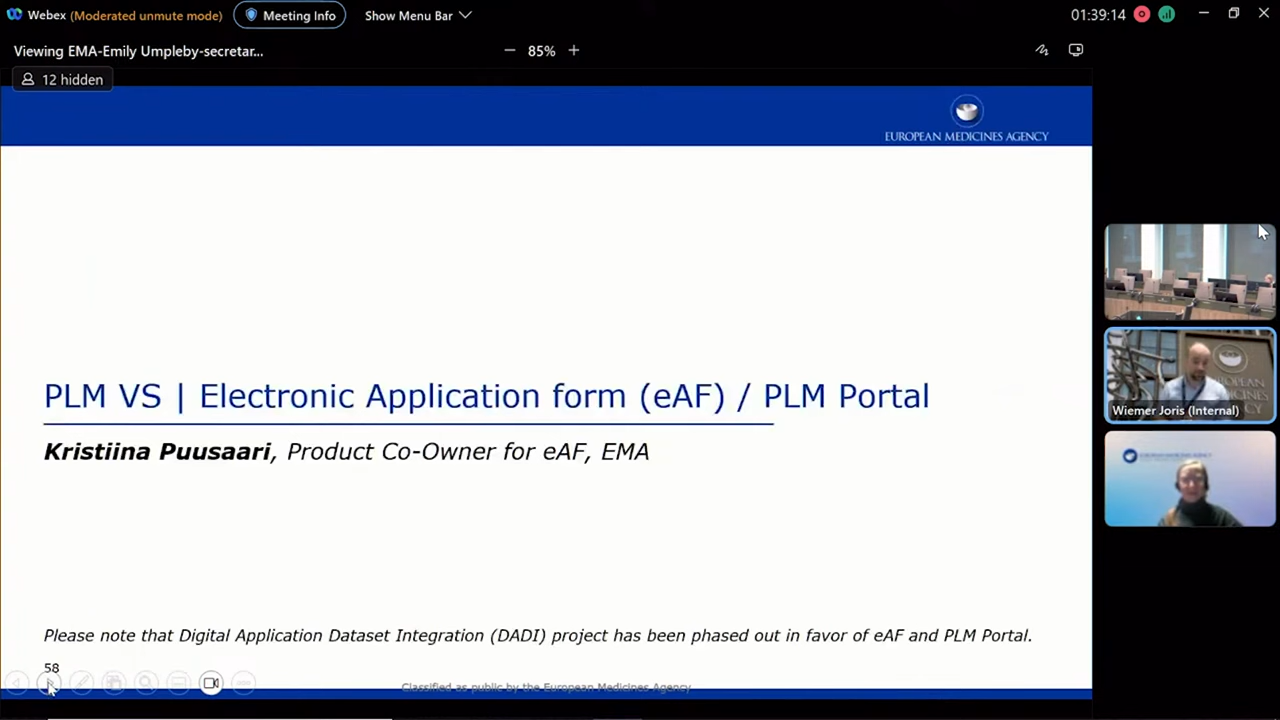 Webex (Moderated unmute mode) Meeting Info Show Menu Bar 01:39:14
Viewing EMA-Emily Umpleby-secretar... 85%
12 hidden
EUROPEAN MEDICINES AGENCY
PLM VS | Electronic Application form (eAF) / PLM Portal
Kristiina Puusaari, Product Co-Owner for eAF, EMA
Wiemer Joris (Internal)
Please note that Digital Application Dataset Integration (DADI) project has been phased out in favor of eAF and PLM Portal.
58
Classified as public by the European Medicines Agency